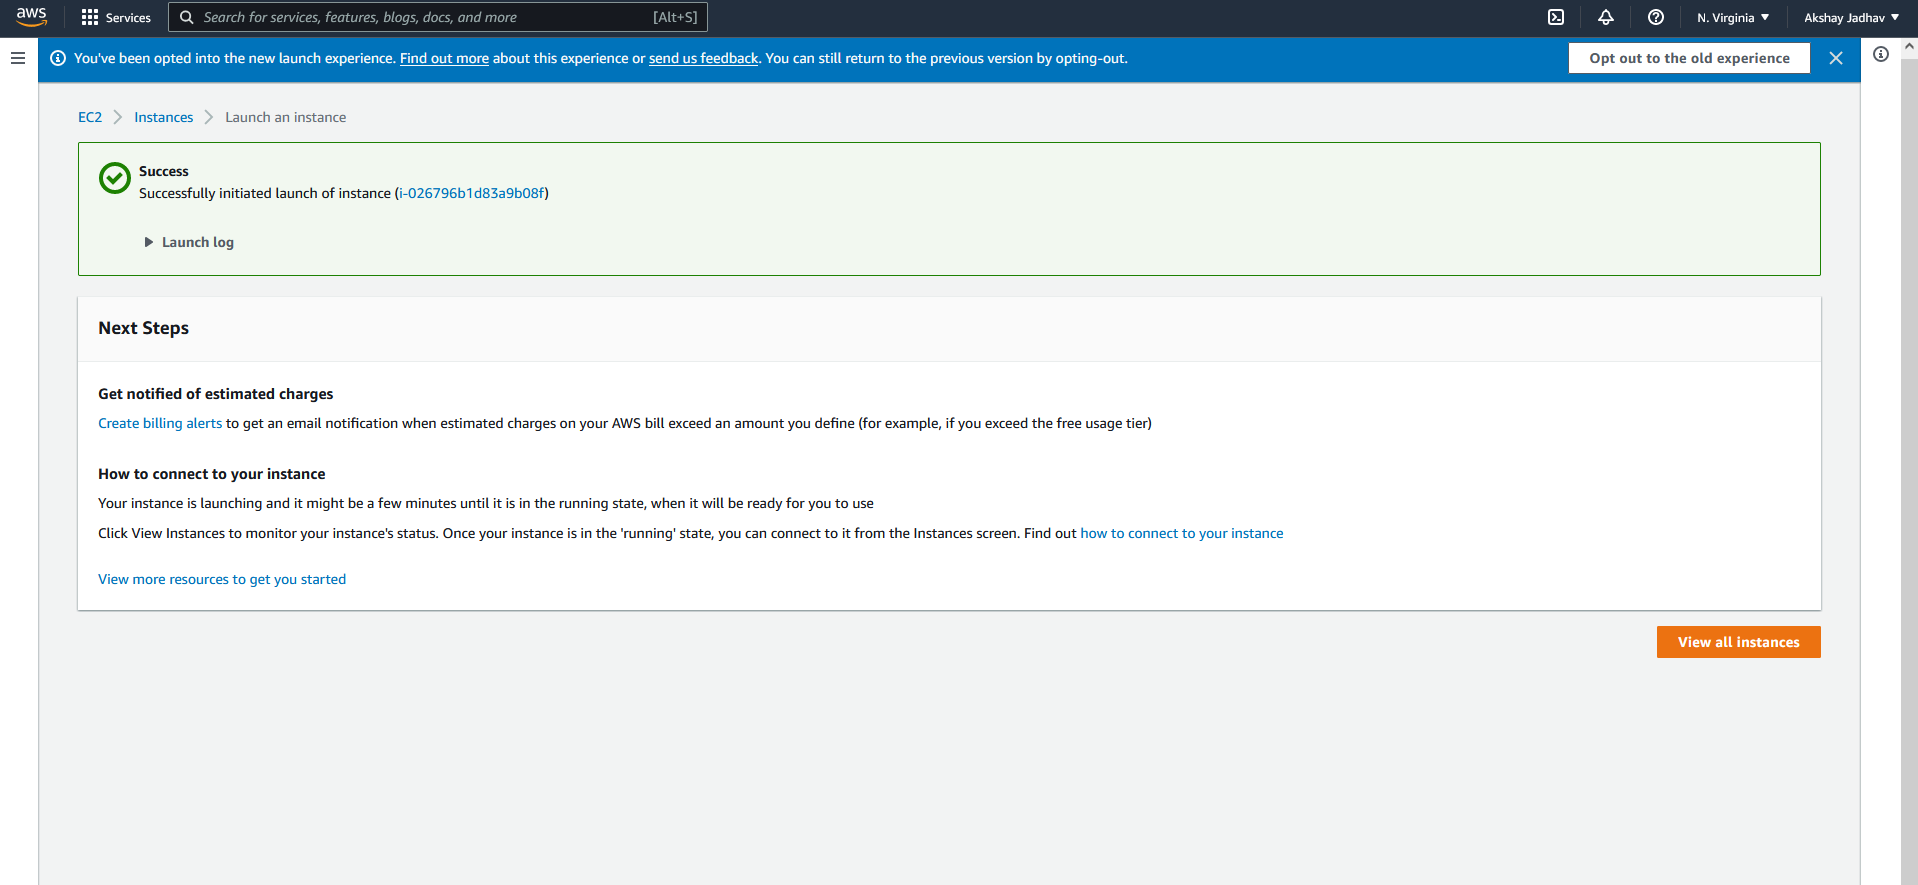 aws Services Search for services, features, blogs, docs, and more [Alt+S] N. Virginia Akshay Jadhav
You've been opted into the new launch experience. Find out more about this experience or send us feedback. You can still return to the previous version by opting-out. Opt out to the old experience
EC2 Instances Launch an instance
Success
Successfully initiated launch of instance (i-026796b1d83a9b08f)
Launch log
Next Steps
Get notified of estimated charges
Create billing alerts to get an email notification when estimated charges on your AWS bill exceed an amount you define (for example, if you exceed the free usage tier)
How to connect to your instance
Your instance is launching and it might be a few minutes until it is in the running state, when it will be ready for you to use
Click View Instances to monitor your instance's status. Once your instance is in the 'running' state, you can connect to it from the Instances screen. Find out how to connect to your instance
View more resources to get you started
View all instances